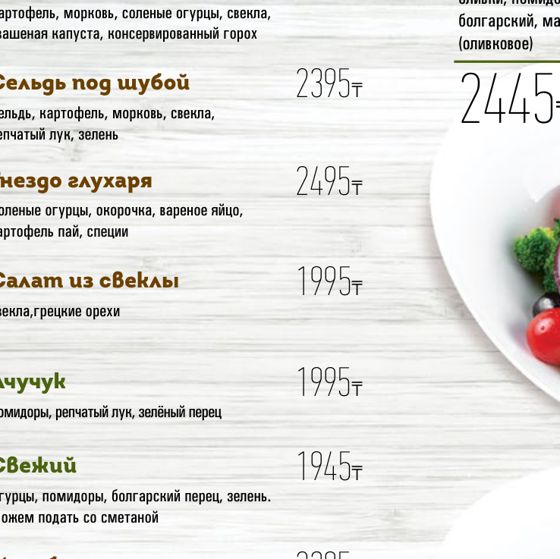 артофель, морковь, соленые огурцы, свекла,
вашеная капуста, консервированный горох
Сельдь под шубой 2395₸
ельдь, картофель, морковь, свекла,
епчатый лук, зелень
нездо глухаря 2495₸
оленые огурцы, окорочка, вареное яйцо,
артофель пай, специи
Салат из свеклы 1995₸
векла,грецкие орехи
чучук 1995₸
омидоры, репчатый лук, зелёный перец
Свежий 1945₸
гурцы, помидоры, болгарский перец, зелень.
ожем подать со сметаной
болгарский, ма
(оливковое)
2445₸